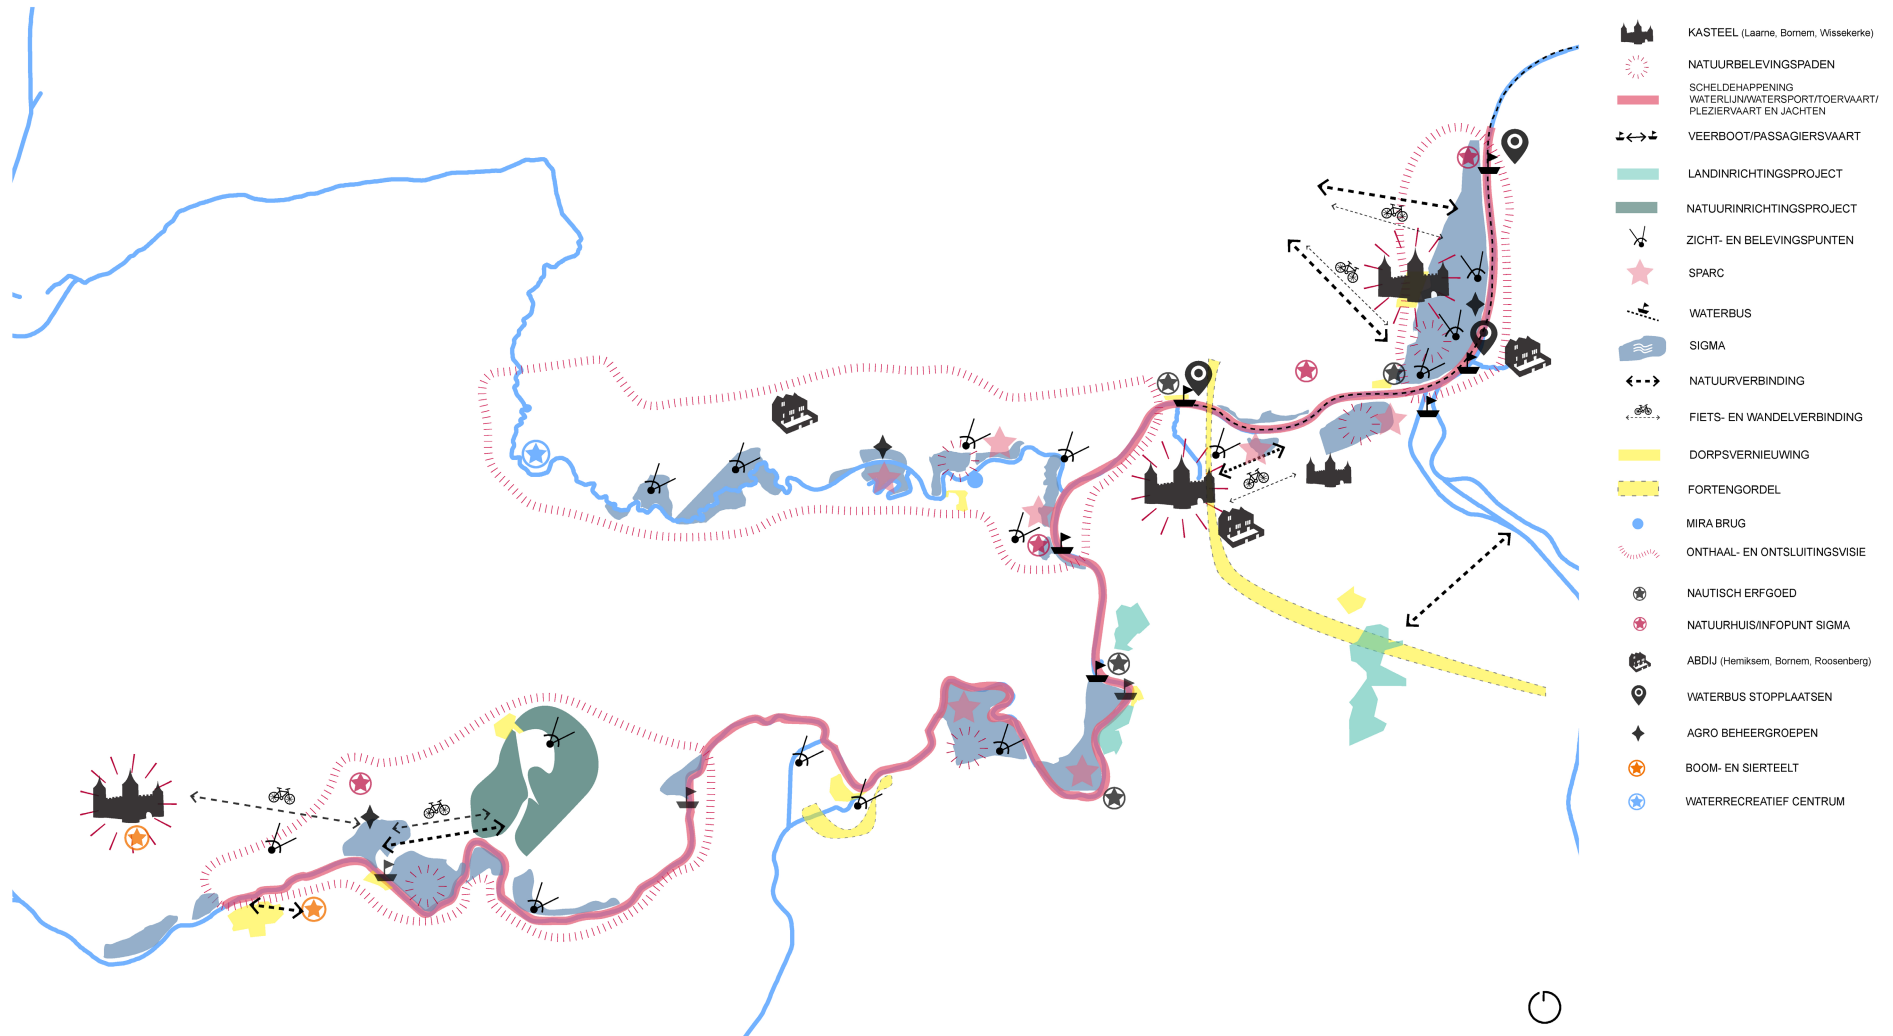 KASTEEL (Laarne, Bornem, Wissekerke)
NATUURBELEVINGSPADEN
SCHELDEHAPPENING
WATERLIJN/WATERSPORT/TOERVAART/
PLEZIERVAART EN JACHTEN
VEERBOOT/PASSAGIERSVAART
LANDINRICHTINGSPROJECT
NATUURINRICHTINGSPROJECT
ZICHT- EN BELEVINGSPUNTEN
SPARC
WATERBUS
SIGMA
NATUURVERBINDING
FIETS- EN WANDELVERBINDING
DORPSVERNIEUWING
FORTENGORDEL
MIRA BRUG
ONTHAAL- EN ONTSLUITINGSVISIE
NAUTISCH ERFGOED
NATUURHUIS/INFOPUNT SIGMA
ABDIJ (Hemiksem, Bornem, Roosenberg)
WATERBUS STOPPLAATSEN
AGRO BEHEERGROEPEN
BOOM- EN SIERTEELT
WATERRECREATIEF CENTRUM